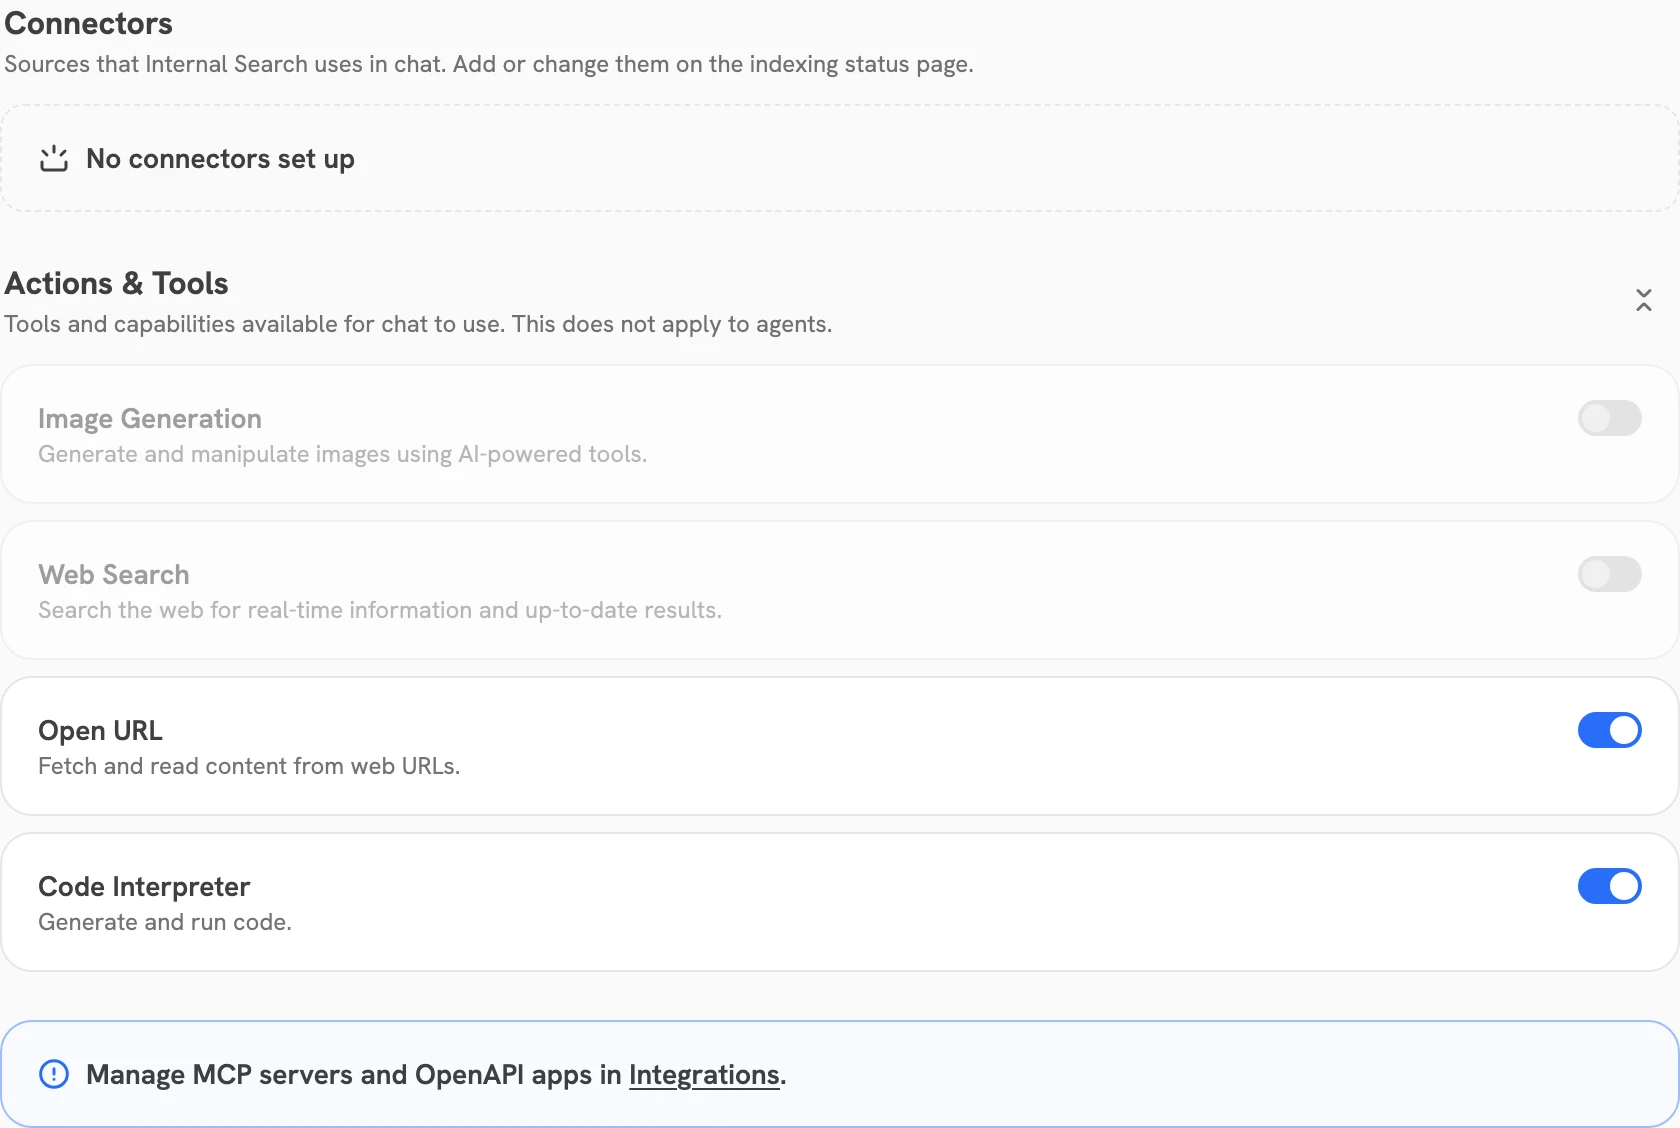 Connectors
Sources that Internal Search uses in chat. Add or change them on the indexing status page.
No connectors set up
Actions & Tools
Tools and capabilities available for chat to use. This does not apply to agents.
Image Generation
Generate and manipulate images using AI-powered tools.
Web Search
Search the web for real-time information and up-to-date results.
Open URL
Fetch and read content from web URLs.
Code Interpreter
Generate and run code.
Manage MCP servers and OpenAPI apps in Integrations.